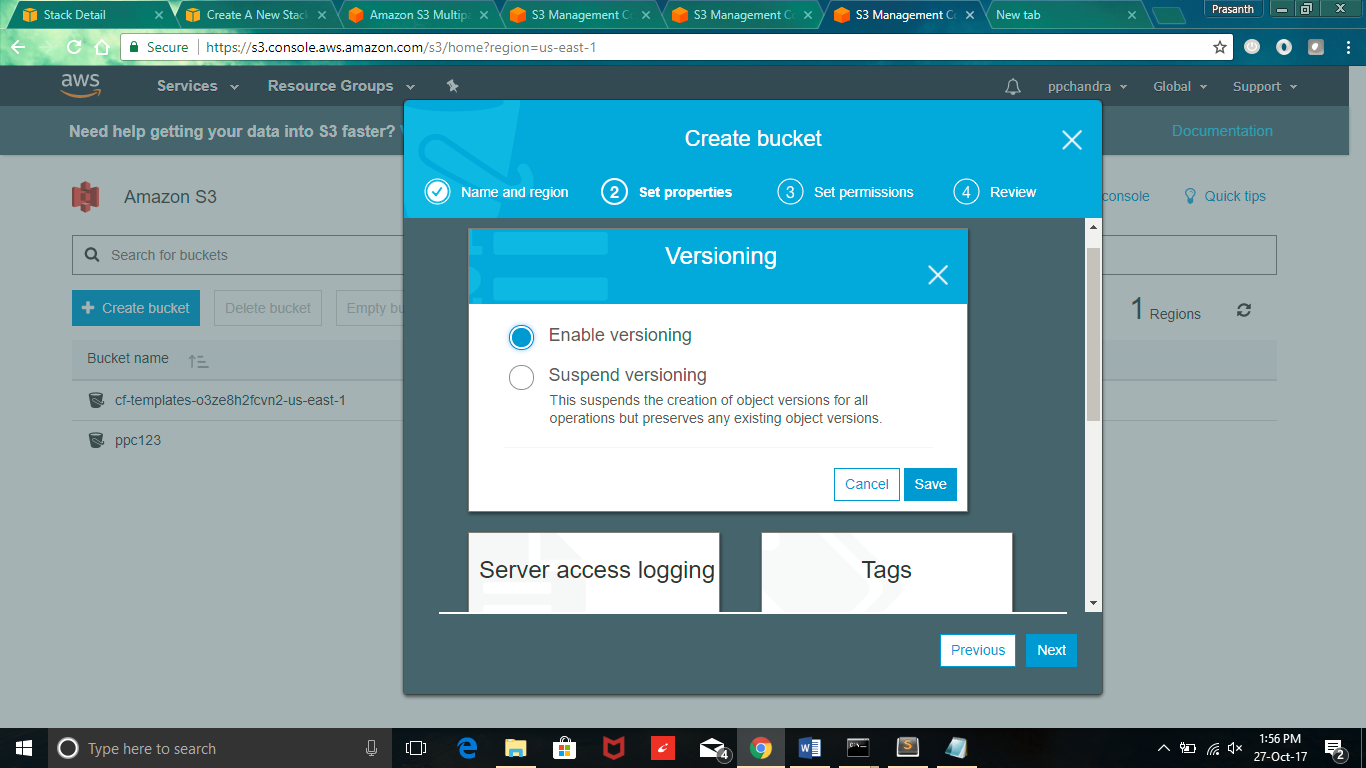 Stack Detail
Create A New Stac
Amazon S3 Multipa
S3 Management C
S3 Management C
S3 Management C
New tab
Prasanth
Secure
https://s3.console.aws.amazon.com/s3/home?region=us-east-1
aws
Services
Resource Groups
ppchandra
Global
Support
Need help getting your data into S3 faster?
Documentation
Create bucket
Name and region
2 Set properties
3 Set permissions
4 Review
Amazon S3
console
Quick tips
Search for buckets
Versioning
Create bucket
Delete bucket
Empty bu
1 Regions
Enable versioning
Bucket name
Suspend versioning
This suspends the creation of object versions for all
operations but preserves any existing object versions.
cf-templates-o3ze8h2fcvn2-us-east-1
ppc123
Cancel
Save
Server access logging
Tags
Previous
Next
Type here to search
4
1:56 PM
27-Oct-17
2